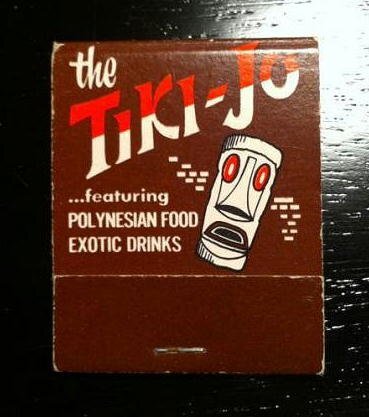 the
TIKI-JO
...featuring
POLYNESIAN FOOD
EXOTIC DRINKS